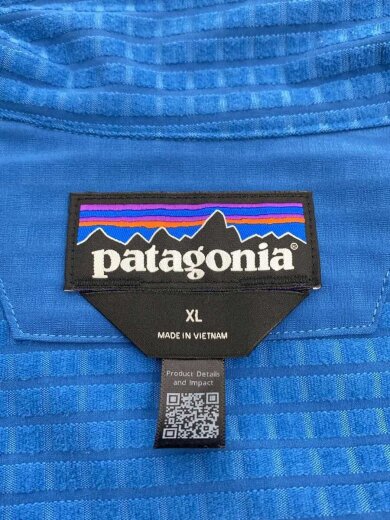 patagonia®
XL
MADE IN VIETNAM
Product Details
and Impact